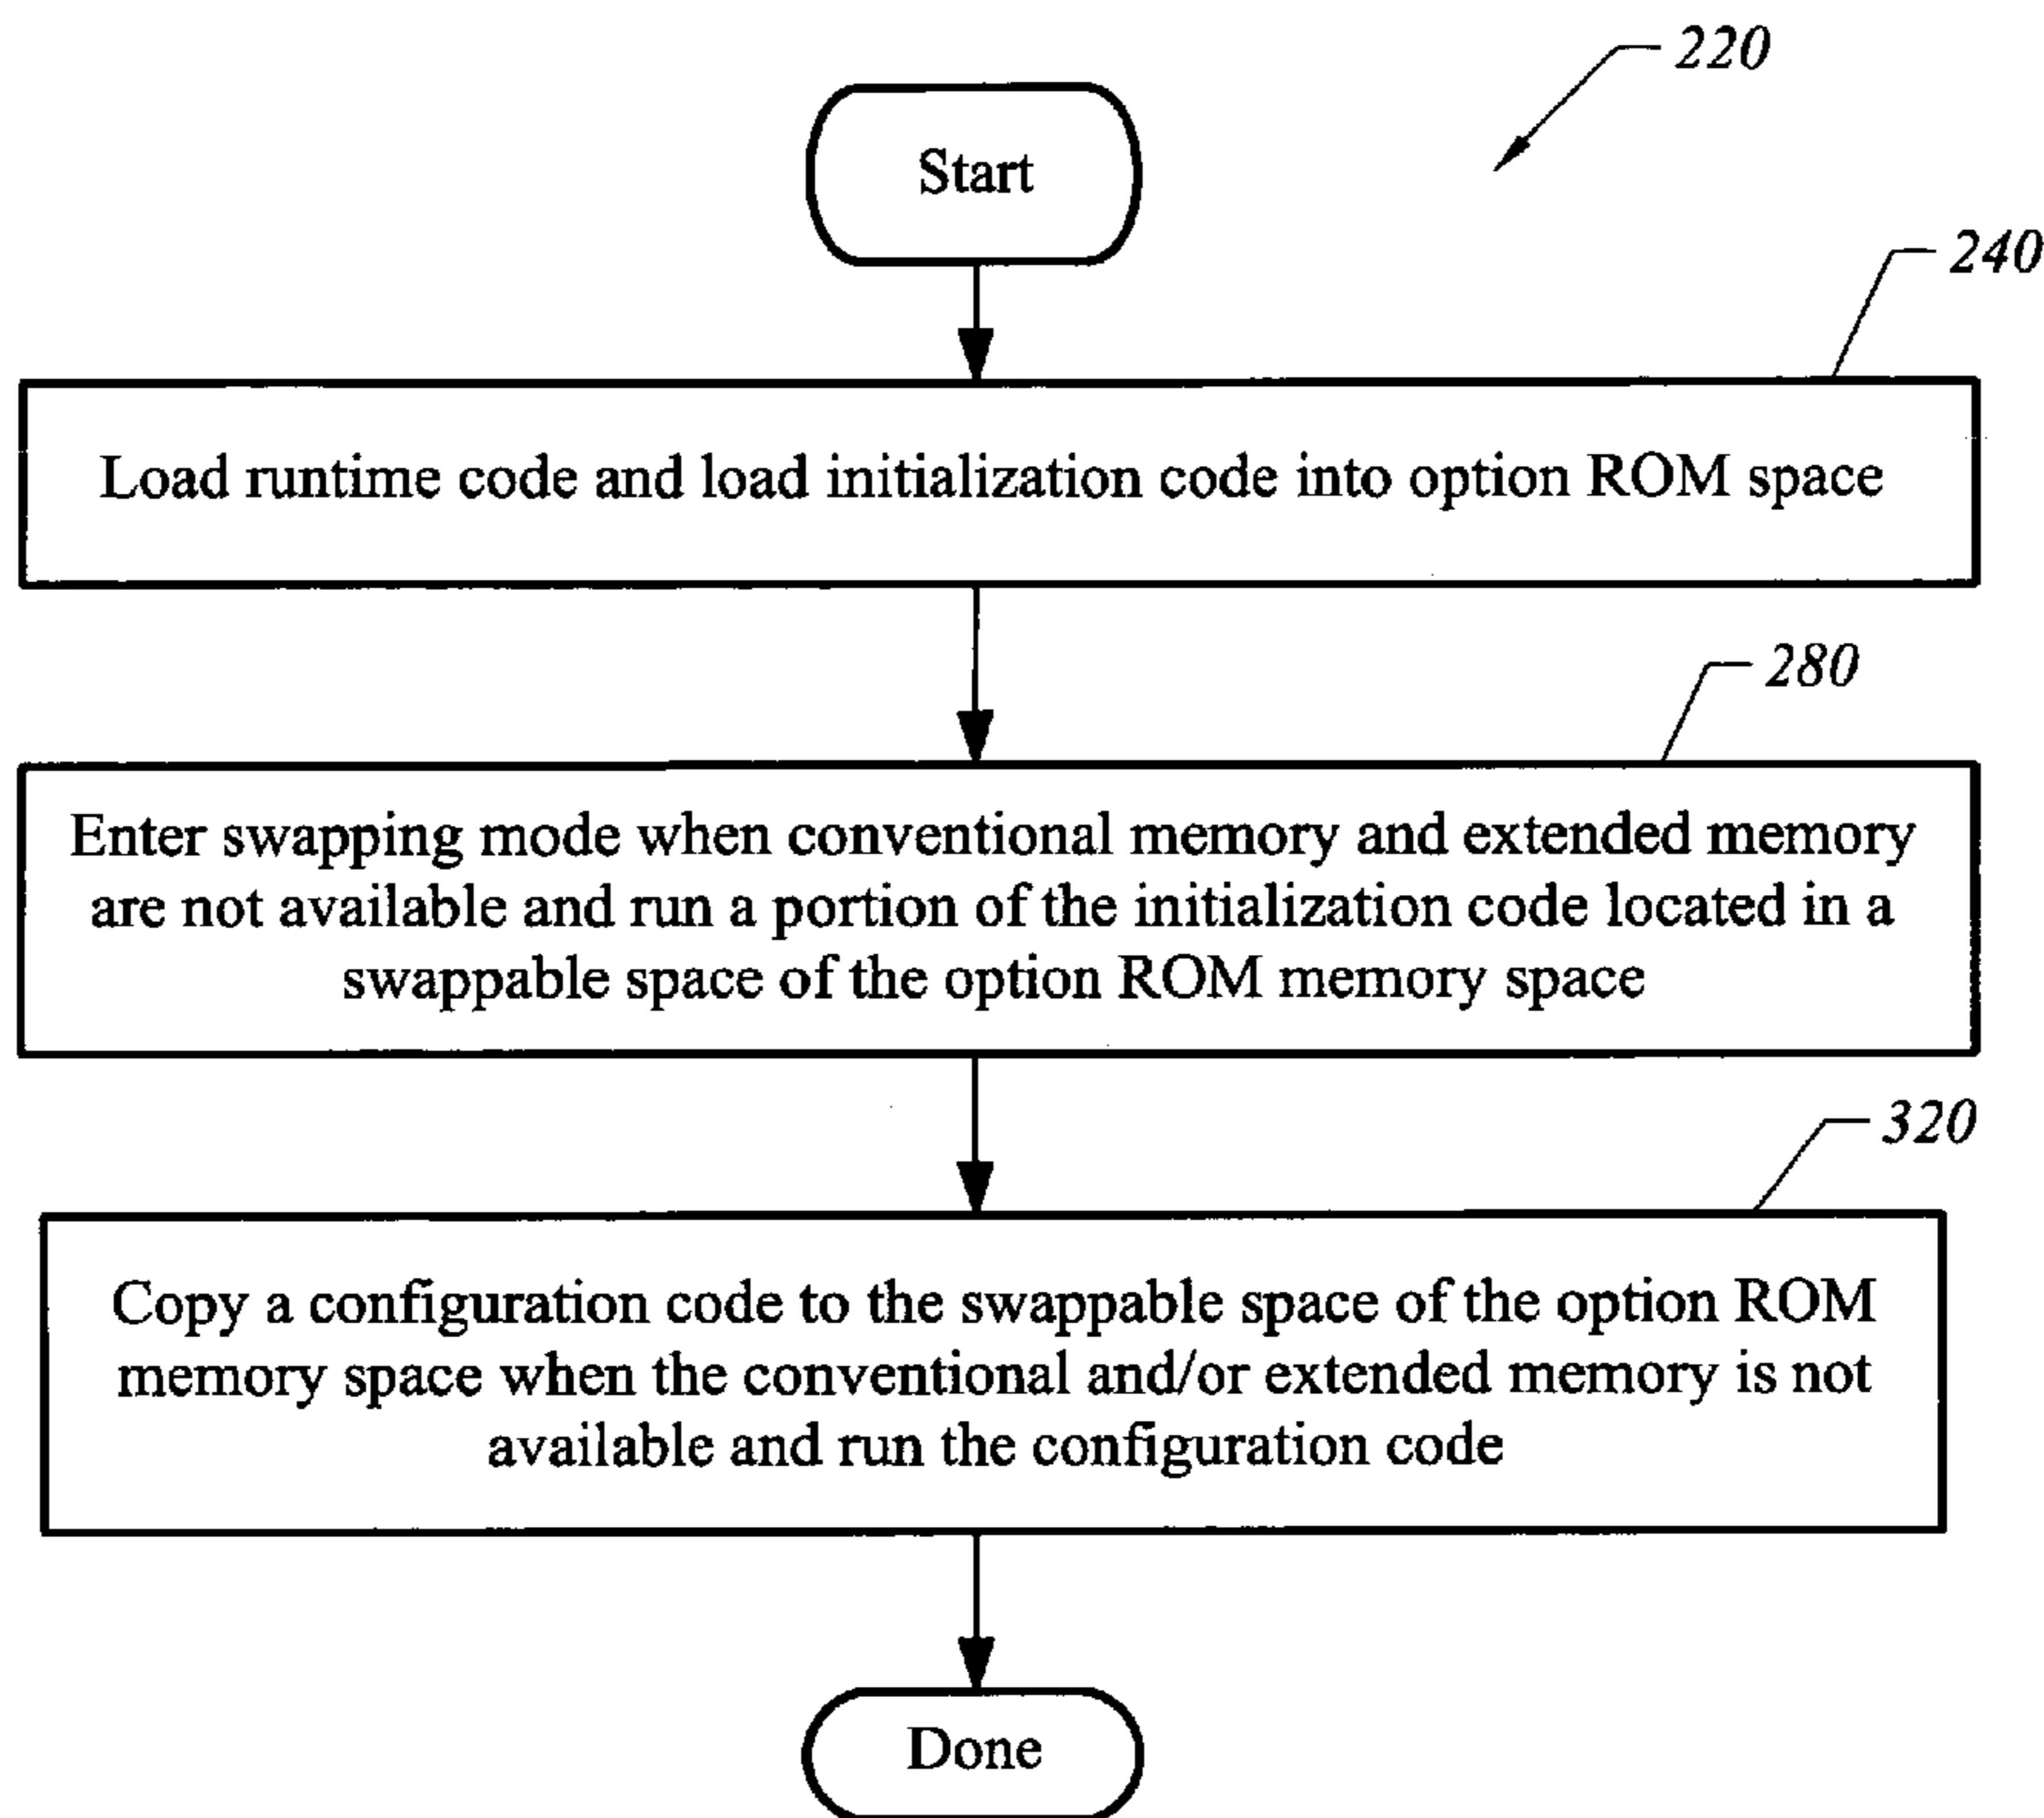 220
Start
240
Load runtime code and load initialization code into option ROM space
280
Enter swapping mode when conventional memory and extended memory
are not available and run a portion of the initialization code located in a
swappable space of the option ROM memory space
320
Copy a configuration code to the swappable space of the option ROM
memory space when the conventional and/or extended memory is not
available and run the configuration code
Done